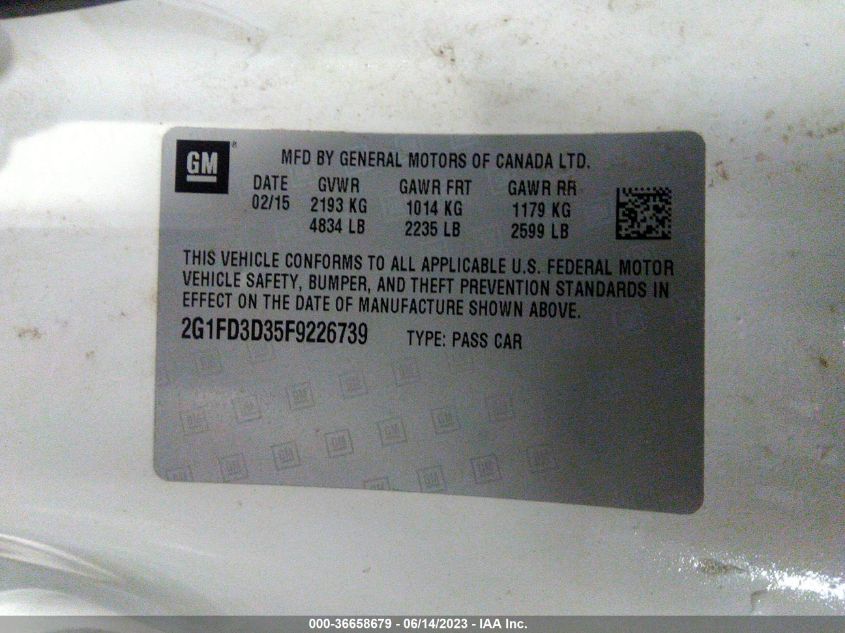 GM ®
MFD BY GENERAL MOTORS OF CANADA LTD.
DATE GVWR GAWR FRT GAWR RR
02/15 2193 KG 1014 KG 1179 KG
4834 LB 2235 LB 2599 LB
THIS VEHICLE CONFORMS TO ALL APPLICABLE U.S. FEDERAL MOTOR
VEHICLE SAFETY, BUMPER, AND THEFT PREVENTION STANDARDS IN
EFFECT ON THE DATE OF MANUFACTURE SHOWN ABOVE.
2G1FD3D35F9226739 TYPE: PASS CAR
000-36658679 - 06/14/2023 - IAA Inc.